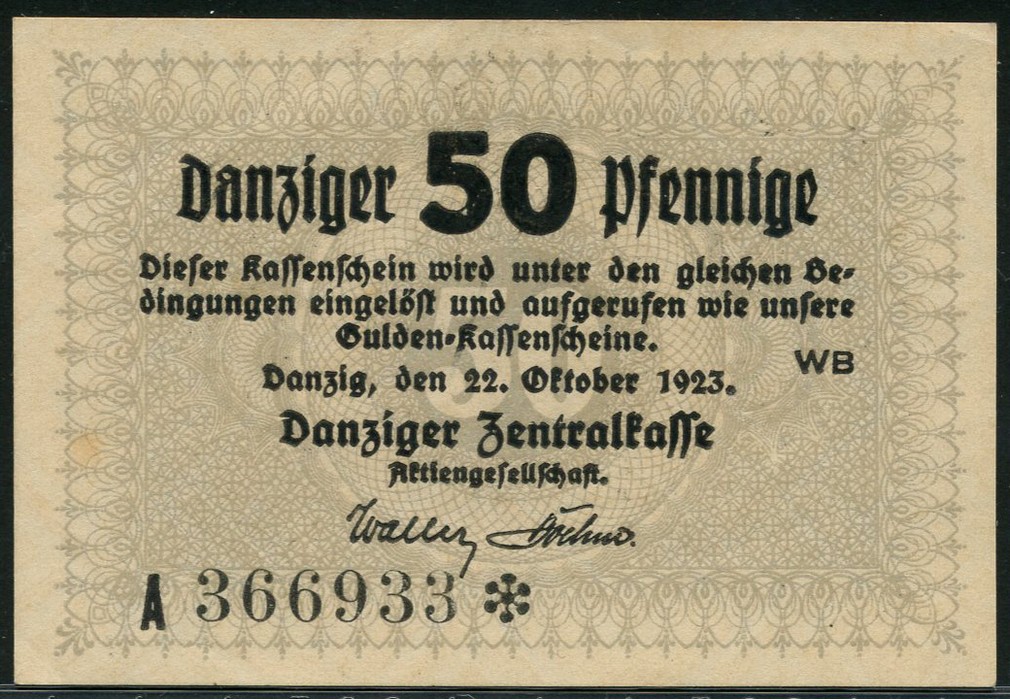 Danziger 50 Pfennige
Dieser Kassenschein wird unter den gleichen Be-
dingungen eingelöst und aufgerufen wie unsere
Gulden-Kassenscheine.
WB
Danzig, den 22. Oktober 1923.
Danziger Zentralkasse
Aktiengesellschaft.
A 366933 *